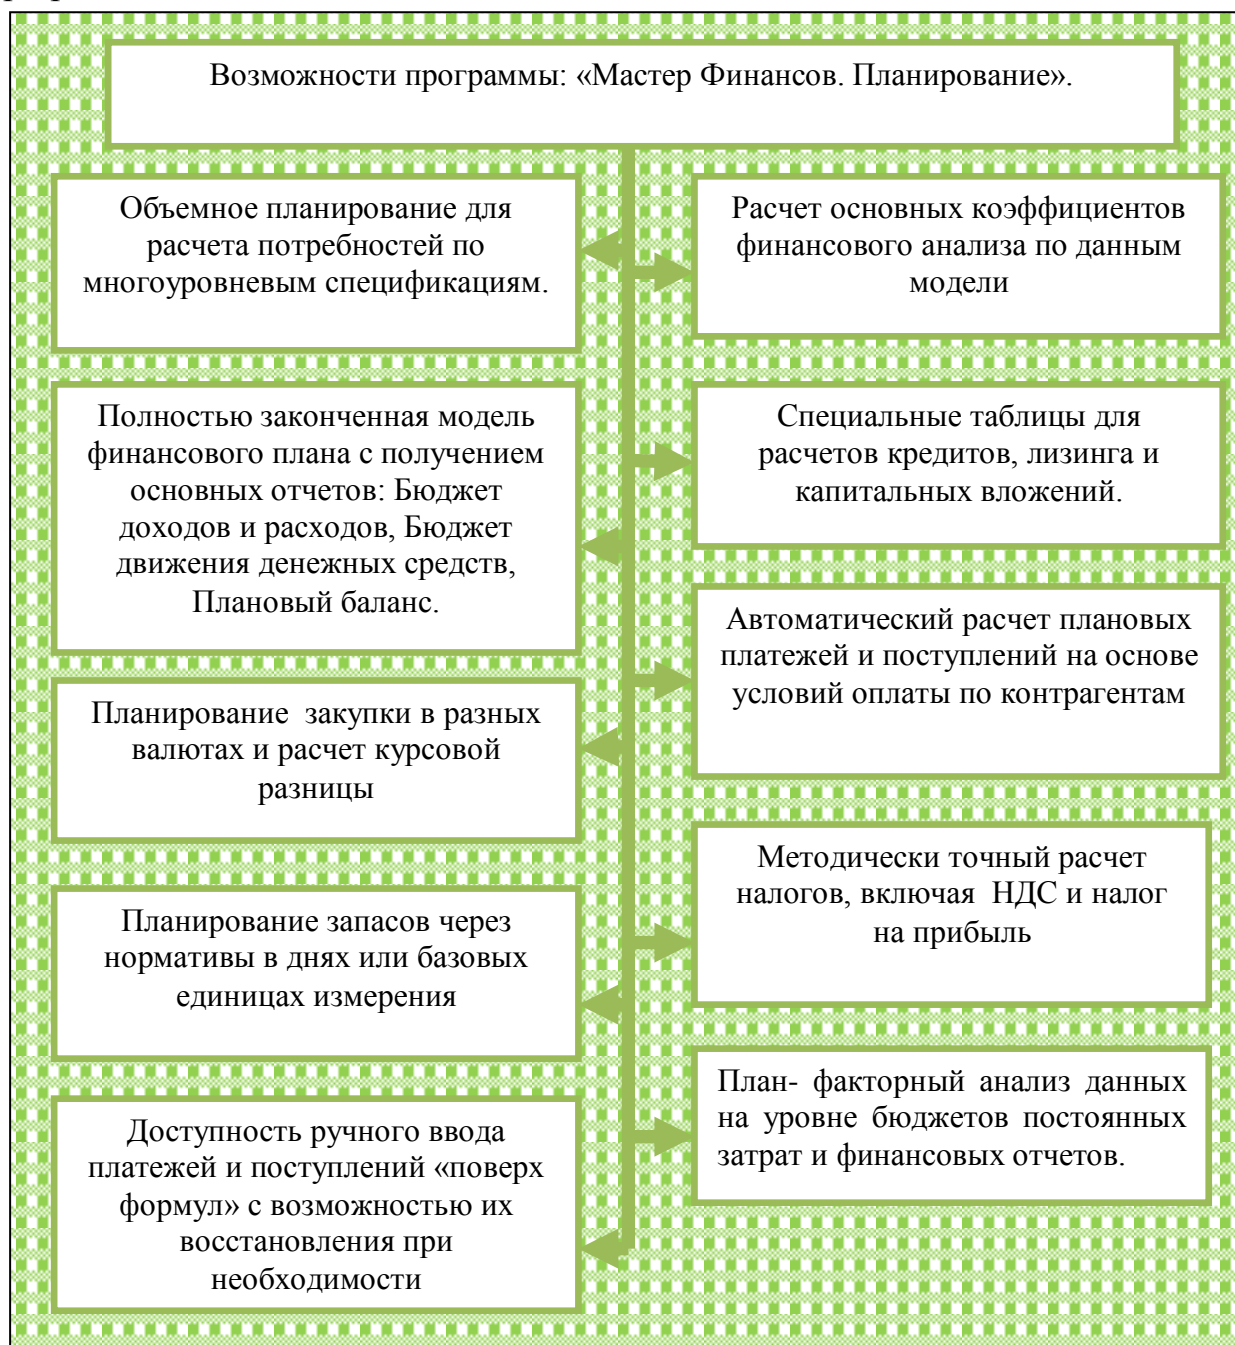 Возможности программы: «Мастер Финансов. Планирование».
Объемное планирование для
расчета потребностей по
многоуровневым спецификациям.
Расчет основных коэффициентов
финансового анализа по данным
модели
Полностью законченная модель
финансового плана с получением
основных отчетов: Бюджет
доходов и расходов, Бюджет
движения денежных средств,
Плановый баланс.
Специальные таблицы для
расчетов кредитов, лизинга и
капитальных вложений.
Автоматический расчет плановых
платежей и поступлений на основе
условий оплаты по контрагентам
Планирование  закупки в разных
валютах и расчет курсовой
разницы
Методически точный расчет
налогов, включая  НДС и налог
на прибыль
Планирование запасов через
нормативы в днях или базовых
единицах измерения
План- факторный анализ данных
на уровне бюджетов постоянных
затрат и финансовых отчетов.
Доступность ручного ввода
платежей и поступлений «поверх
формул» с возможностью их
восстановления при
необходимости